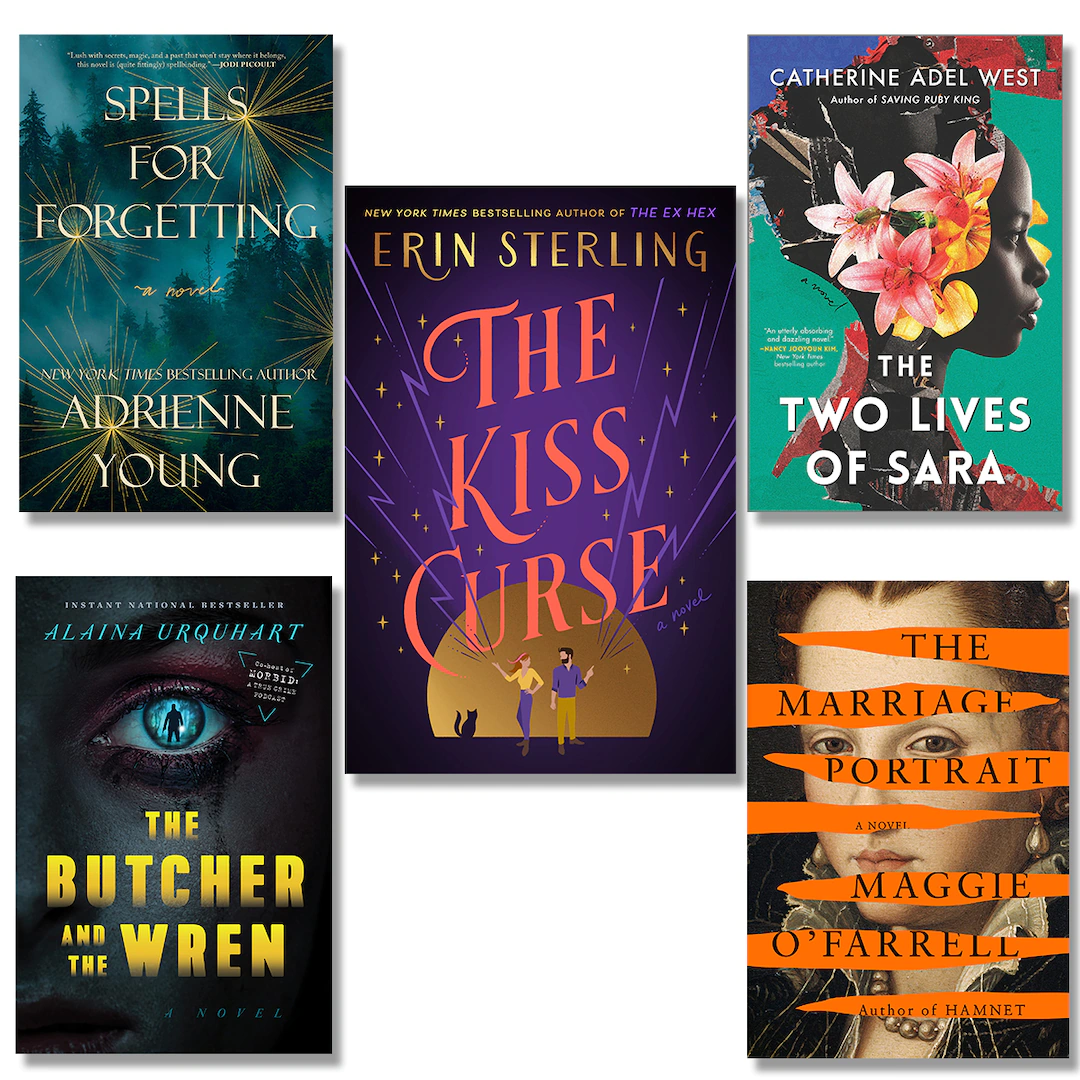 "Lush with secrets, magic, and a past that won't stay where it belongs,
this novel is (quite fittingly) spellbinding." —JODI PICOULT
SPELLS
FOR
FORGETTING
a novel
NEW YORK TIMES BESTSELLING AUTHOR
ADRIENNE
YOUNG
NEW YORK TIMES BESTSELLING AUTHOR OF THE EX HEX
ERIN STERLING
THE
KISS
CURSE
a novel
CATHERINE ADEL WEST
Author of SAVING RUBY KING
a novel
"An utterly absorbing
and dazzling novel."
—NANCY JOOYOUN KIM,
New York Times
bestselling author
THE
TWO LIVES
OF SARA
INSTANT NATIONAL BESTSELLER
ALAINA URQUHART
Co-host of
MORBID:
A TRUE CRIME
PODCAST
THE
BUTCHER
AND
THE
WREN
A NOVEL
THE
MARRIAGE
PORTRAIT
A NOVEL
MAGGIE
O'FARRELL
Author of HAMNET